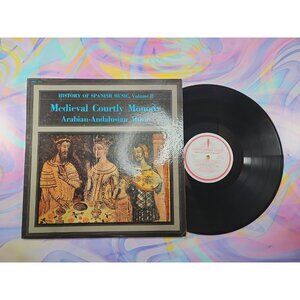 HISTORY OF SPANISH MUSIC, Volume II
Medieval Courtly Monody
Arabian-Andalusian Music